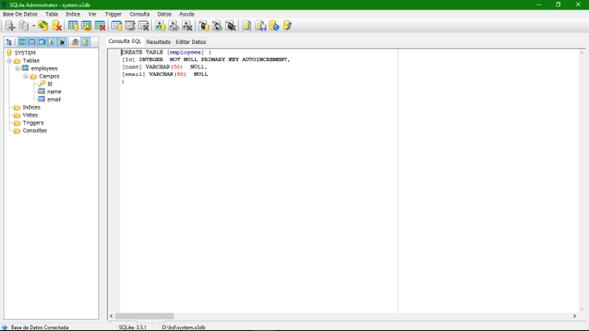 SQLite Administrator - system.s3db
Base De Datos Tabla Indice Ver Trigger Consulta Datos Ayuda
Consulta SQL Resultado Editar Datos
SYSTEM
Tablas
employees
Campos
Id
name
email
Indices
Vistas
Triggers
Consultas
CREATE TABLE [employees] (
[Id] INTEGER NOT NULL PRIMARY KEY AUTOINCREMENT,
[name] VARCHAR(50) NULL,
[email] VARCHAR(50) NULL
)
Base de Datos Conectada SQLite 3.5.1 D:\bd\system.s3db